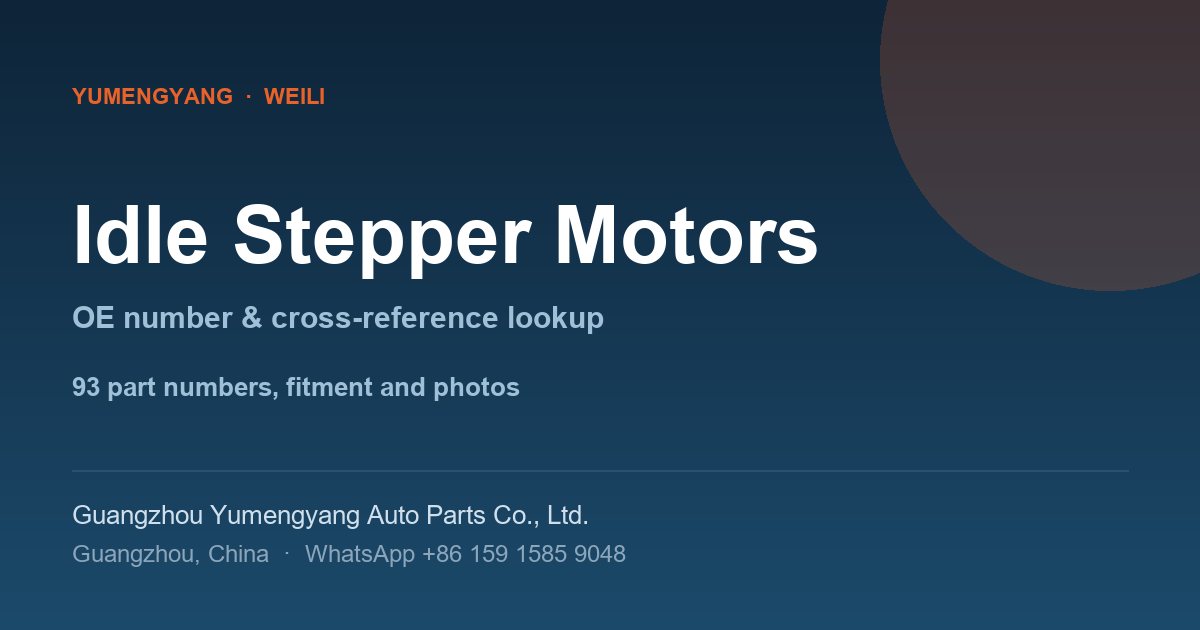 YUMENGYANG · WEILI
Idle Stepper Motors
OE number & cross-reference lookup
93 part numbers, fitment and photos
Guangzhou Yumengyang Auto Parts Co., Ltd.
Guangzhou, China · WhatsApp +86 159 1585 9048